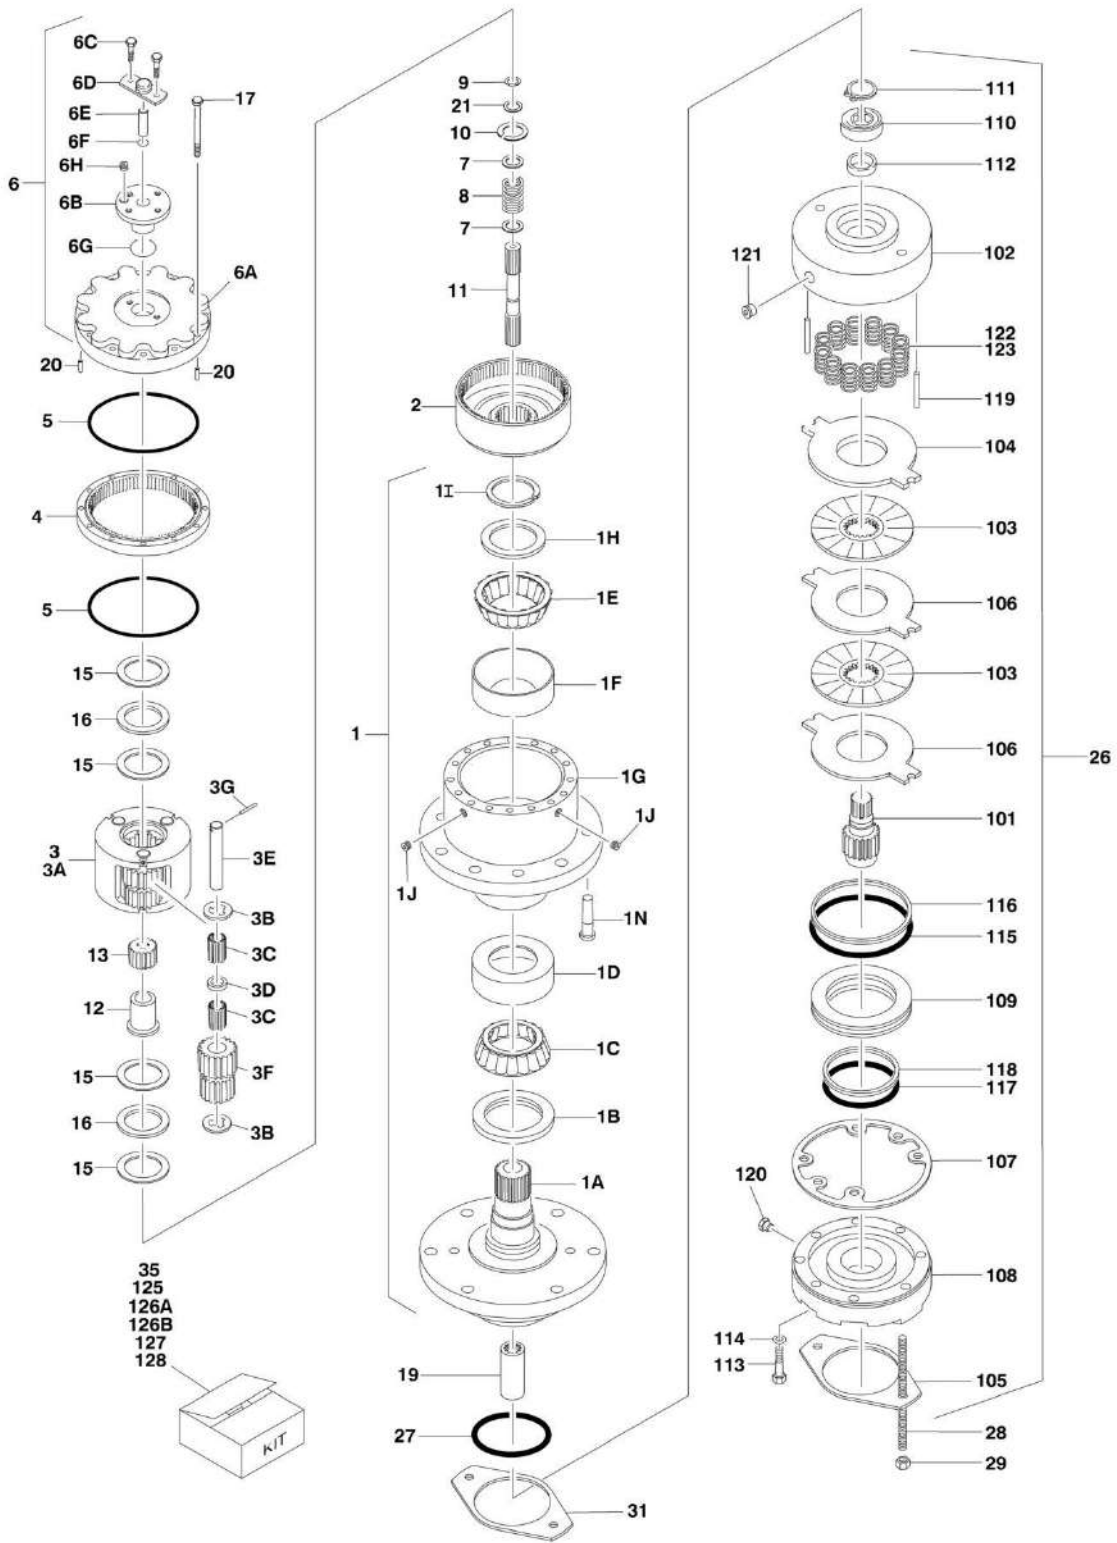 6C
6D
6E
6F
6H
6
6B
6G
6A
17
20
20
5
4
5
15
16
15
3G
3
3A
3E
3B
13
3C
3D
12
3C
15
3F
16
3B
15
35
125
126A
126B
127
128
KIT
9
21
10
7
8
7
11
2
1I
1H
1E
1F
1
1G
1J
1J
1N
1D
1C
1B
1A
19
27
31
111
110
112
121
102
122
123
119
104
103
106
103
26
106
101
116
115
109
118
117
107
120
108
114
113
105
28
29